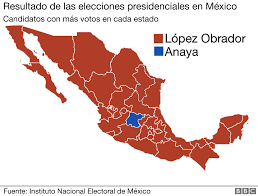 Resultado de las elecciones presidenciales en México
Candidatos con más votos en cada estado
López Obrador
Anaya
Fuente: Instituto Nacional Electoral de México
BBC